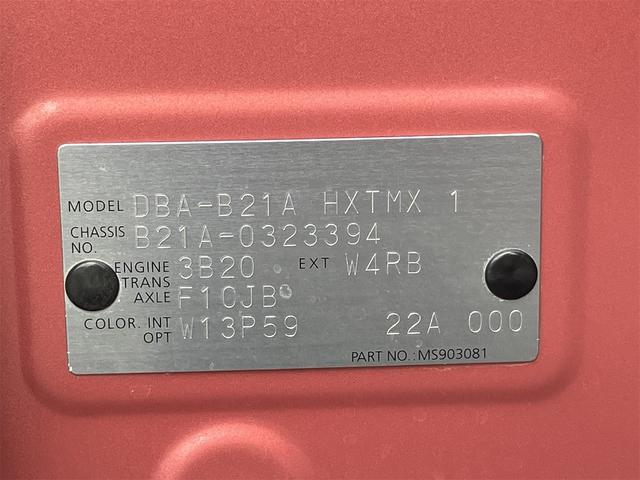 MODEL DBA-B21A HXTMX 1
CHASSIS NO. B21A-0323394
ENGINE 3B20 EXT W4RB
TRANS AXLE F10JB
COLOR. INT OPT W13P59 22A 000
PART NO.:MS903081